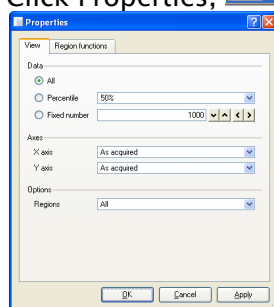 Click Properties,
Properties
View Region functions
Data
All
Percentile 50%
Fixed number 1000
Axes
X axis As acquired
Y axis As acquired
Options
Regions All
OK Cancel Apply